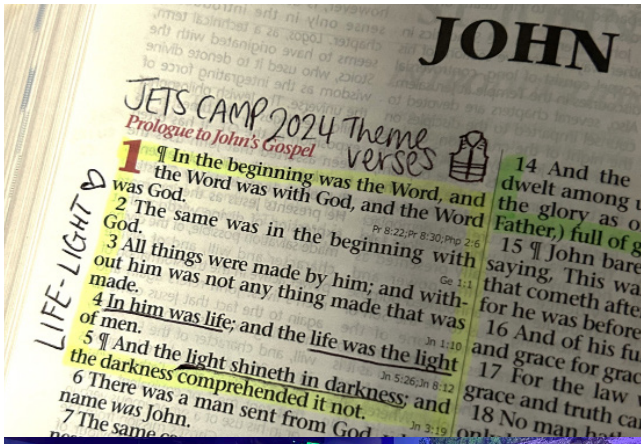 JOHN
JETS CAMP 2024 Theme
verses
Prologue to John's Gospel
1 ¶ In the beginning was the Word, and
the Word was with God, and the Word
was God.
Pr 8:22; Pr 8:30; Php 2:6
2 The same was in the beginning with
God.
Ge 1:1
3 All things were made by him; and with-
out him was not any thing made that was
made.
Jn 1:10
4 In him was life; and the life was the light
of men.
Jn 5:26; Jn 8:12
5 ¶ And the light shineth in darkness; and
the darkness comprehended it not.
6 There was a man sent from God
Jn 3:19
name was John.
7 The same
LIFE-LIGHT ♡
14 And the
dwelt among
the glory as o
Father,) full of g
15 ¶ John bare
saying, This wa
that cometh afte
for he was before
16 And of his fu
and grace for grac
17 For the law
grace and truth ca
18 No man hath